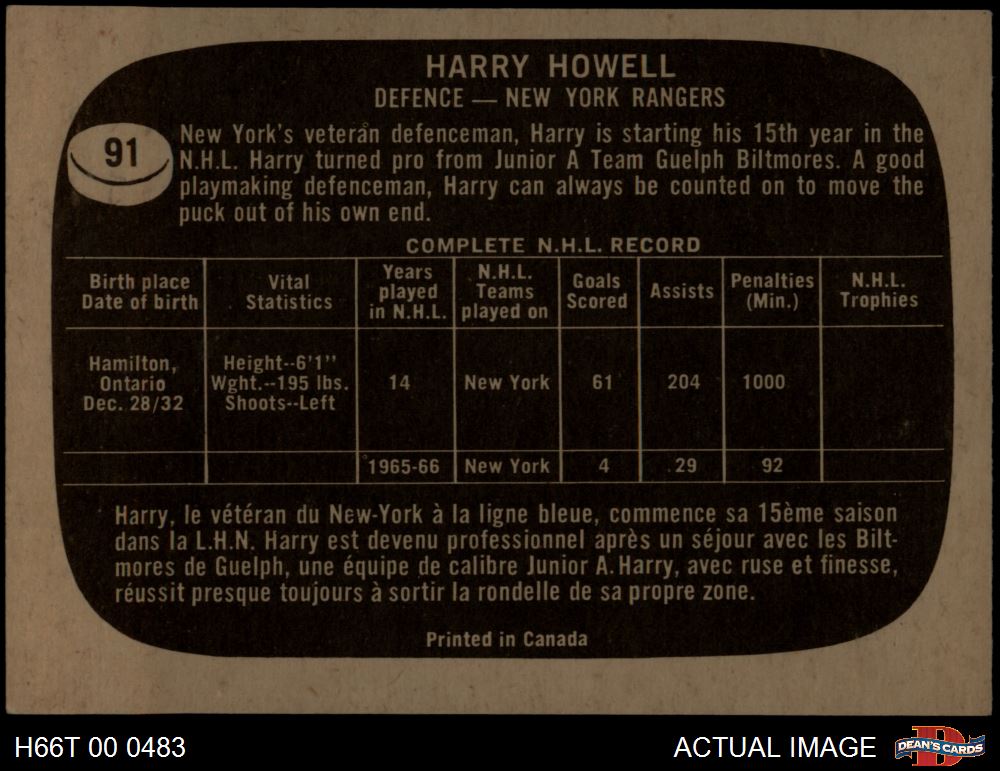 HARRY HOWELL
DEFENCE — NEW YORK RANGERS
91
New York's veteran defenceman, Harry is starting his 15th year in the
N.H.L. Harry turned pro from Junior A Team Guelph Biltmores. A good
playmaking defenceman, Harry can always be counted on to move the
puck out of his own end.
COMPLETE N.H.L. RECORD
Birth place
Date of birth
Vital
Statistics
Years
played
in N.H.L.
N.H.L.
Teams
played on
Goals
Scored
Assists
Penalties
(Min.)
N.H.L.
Trophies
Hamilton,
Ontario
Dec. 28/32
Height--6'1''
Wght.--195 lbs.
Shoots--Left
14
New York
61
204
1000
1965-66
New York
4
29
92
Harry, le vétéran du New-York à la ligne bleue, commence sa 15ème saison
dans la L.H.N. Harry est devenu professionnel après un séjour avec les Bilt-
mores de Guelph, une équipe de calibre Junior A. Harry, avec ruse et finesse,
réussit presque toujours à sortir la rondelle de sa propre zone.
Printed in Canada
H66T 00 0483
ACTUAL IMAGE
D
DEAN'S CARDS